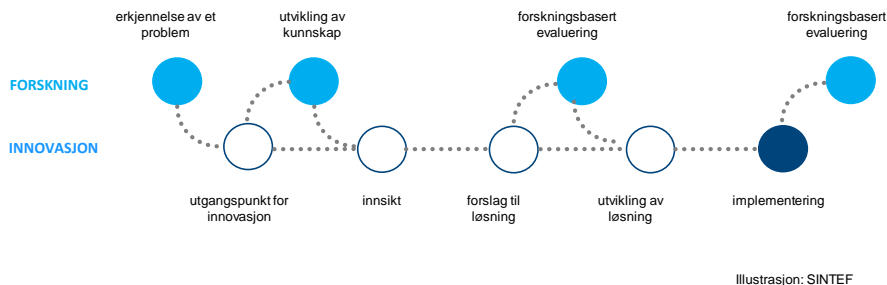 erkjennelse av et
problem
utvikling av
kunnskap
forskningsbasert
evaluering
forskningsbasert
evaluering
FORSKNING
INNOVASJON
utgangspunkt for
innovasjon
innsikt
forslag til
løsning
utvikling av
løsning
implementering
Illustrasjon: SINTEF